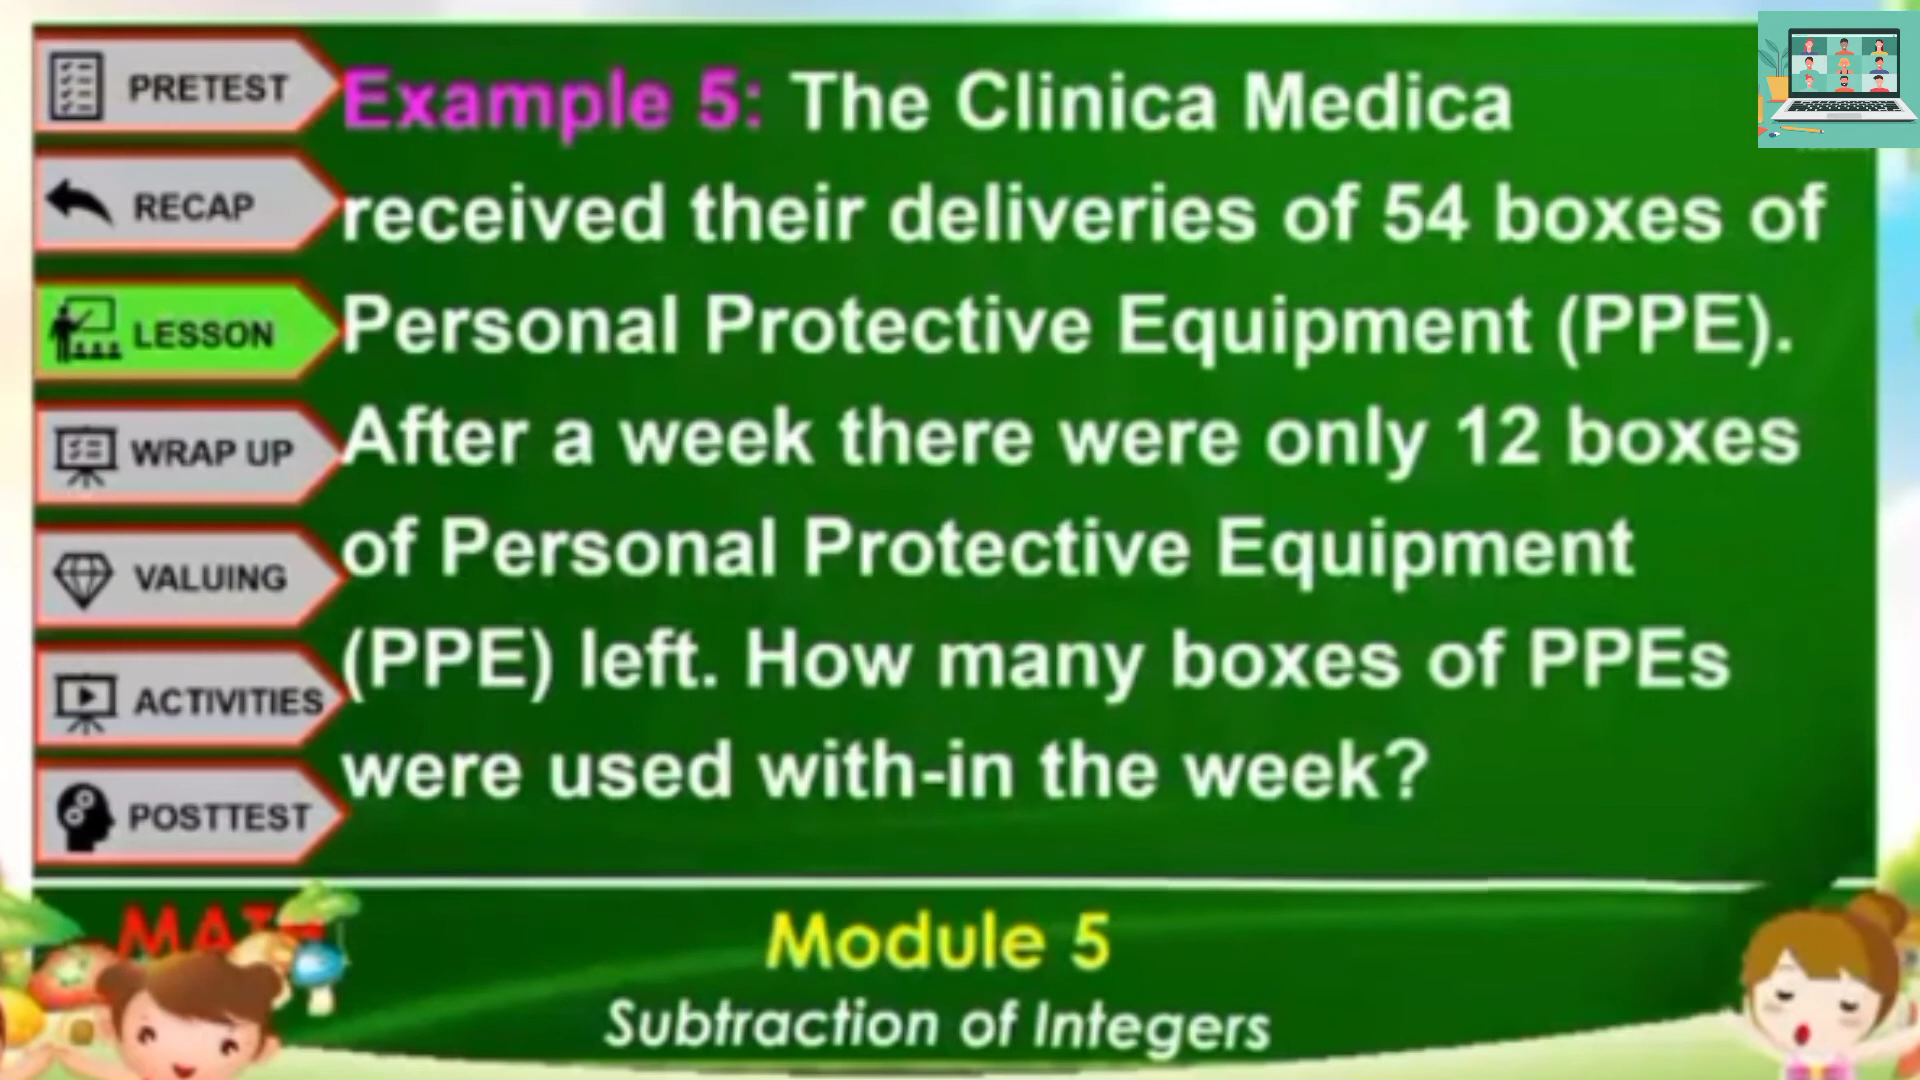 PRETEST
RECAP
LESSON
WRAP UP
VALUING
ACTIVITIES
POSTTEST
Example 5: The Clinica Medica
received their deliveries of 54 boxes of
Personal Protective Equipment (PPE).
After a week there were only 12 boxes
of Personal Protective Equipment
(PPE) left. How many boxes of PPEs
were used with-in the week?
MATH
Module 5
Subtraction of Integers